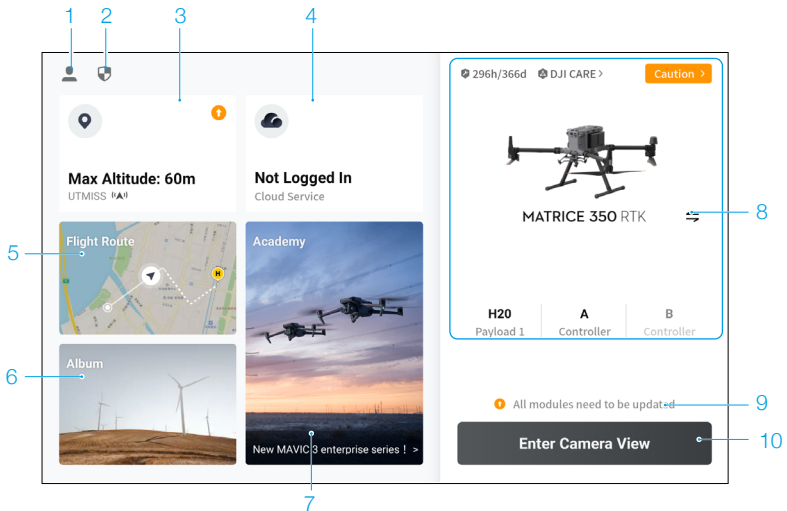 1
2
3
4
296h/366d
DJI CARE >
Caution >
Max Altitude: 60m
UTMISS
Not Logged In
Cloud Service
MATRICE 350 RTK
8
5
Flight Route
H
Academy
H20
Payload 1
A
Controller
B
Controller
6
Album
All modules need to be updated
9
New MAVIC 3 enterprise series！ >
Enter Camera View
10
7